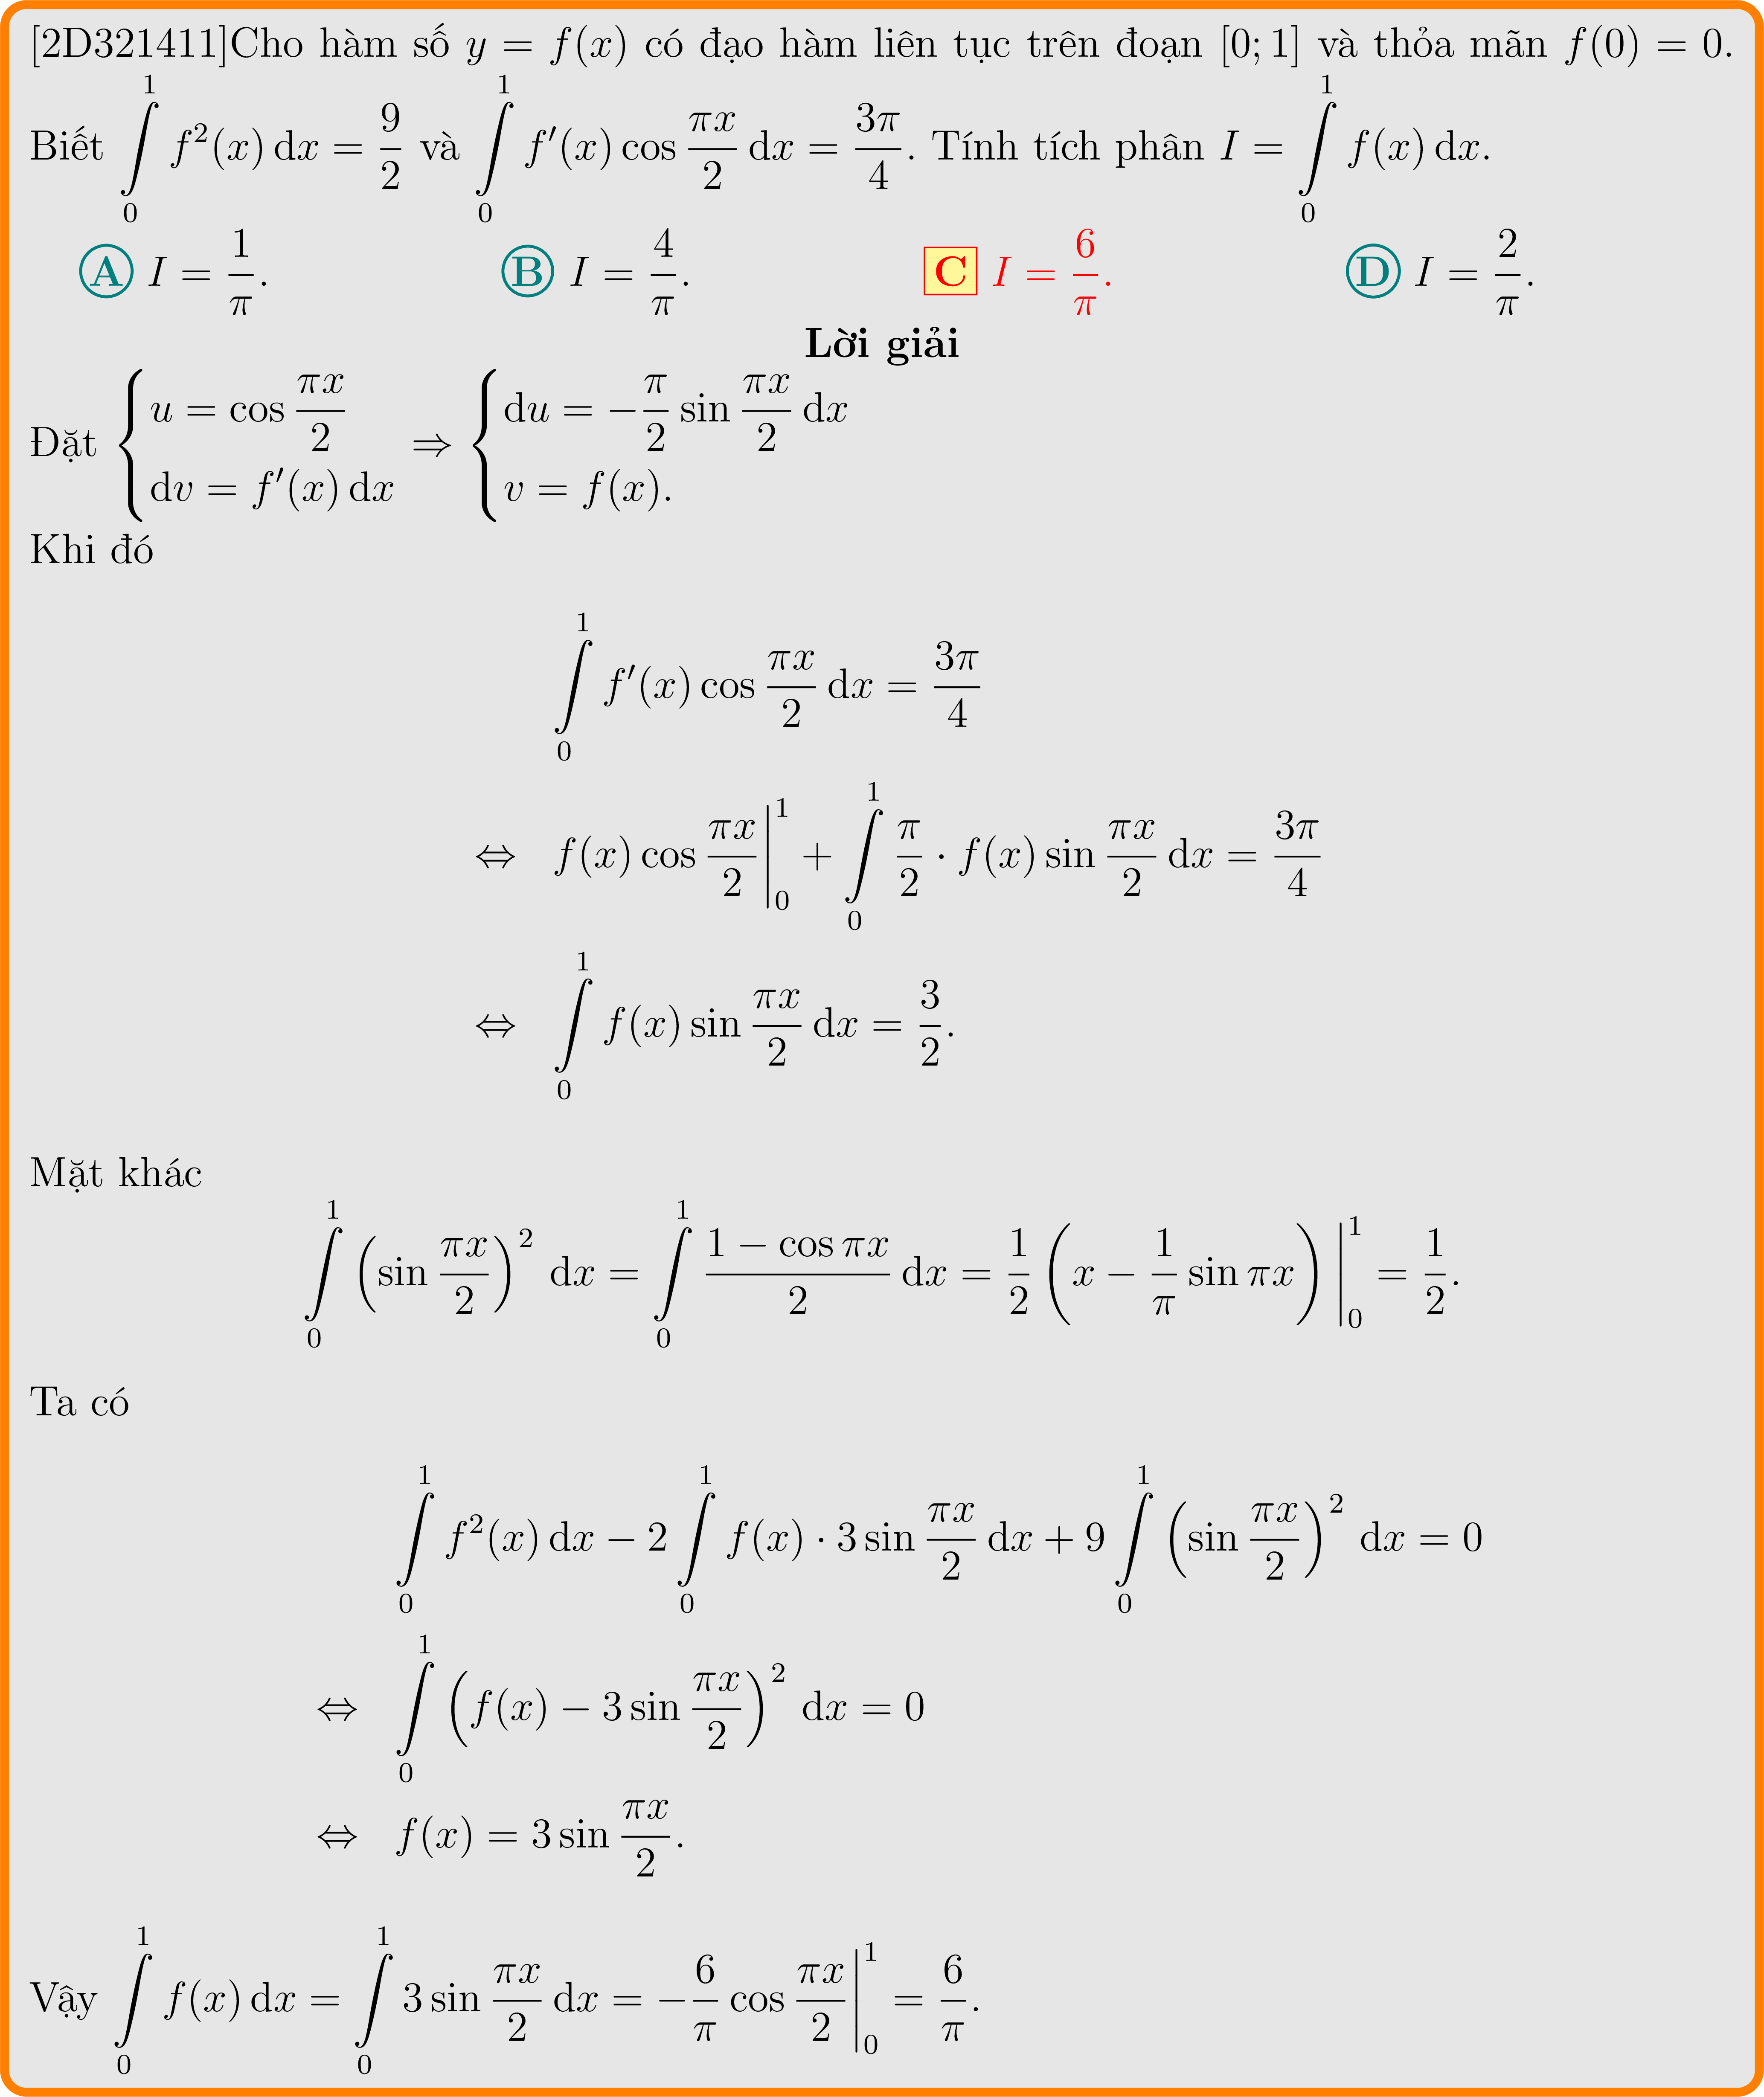 [2D321411]Cho hàm số $y = f(x)$ có đạo hàm liên tục trên đoạn $[0; 1]$ và thỏa mãn $f(0) = 0$.
Biết $\int\limits_0^1 f^2(x)\,\mathrm{d}x = \frac{9}{2}$ và $\int\limits_0^1 f'(x)\cos\frac{\pi x}{2}\,\mathrm{d}x = \frac{3\pi}{4}$. Tính tích phân $I = \int\limits_0^1 f(x)\,\mathrm{d}x$.
A $I = \frac{1}{\pi}$. B $I = \frac{4}{\pi}$. C $I = \frac{6}{\pi}$. D $I = \frac{2}{\pi}$.
Lời giải
Đặt $\begin{cases} u = \cos\frac{\pi x}{2} \\ \mathrm{d}v = f'(x)\,\mathrm{d}x \end{cases} \Rightarrow \begin{cases} \mathrm{d}u = -\frac{\pi}{2}\sin\frac{\pi x}{2}\,\mathrm{d}x \\ v = f(x). \end{cases}$
Khi đó
$\int\limits_0^1 f'(x)\cos\frac{\pi x}{2}\,\mathrm{d}x = \frac{3\pi}{4}$
$\Leftrightarrow f(x)\cos\frac{\pi x}{2}\Big|_0^1 + \int\limits_0^1 \frac{\pi}{2}\cdot f(x)\sin\frac{\pi x}{2}\,\mathrm{d}x = \frac{3\pi}{4}$
$\Leftrightarrow \int\limits_0^1 f(x)\sin\frac{\pi x}{2}\,\mathrm{d}x = \frac{3}{2}.$
Mặt khác
$\int\limits_0^1 \left(\sin\frac{\pi x}{2}\right)^2 \mathrm{d}x = \int\limits_0^1 \frac{1 - \cos\pi x}{2}\,\mathrm{d}x = \frac{1}{2}\left(x - \frac{1}{\pi}\sin\pi x\right)\Big|_0^1 = \frac{1}{2}.$
Ta có
$\int\limits_0^1 f^2(x)\,\mathrm{d}x - 2\int\limits_0^1 f(x)\cdot 3\sin\frac{\pi x}{2}\,\mathrm{d}x + 9\int\limits_0^1 \left(\sin\frac{\pi x}{2}\right)^2 \mathrm{d}x = 0$
$\Leftrightarrow \int\limits_0^1 \left(f(x) - 3\sin\frac{\pi x}{2}\right)^2 \mathrm{d}x = 0$
$\Leftrightarrow f(x) = 3\sin\frac{\pi x}{2}.$
Vậy $\int\limits_0^1 f(x)\,\mathrm{d}x = \int\limits_0^1 3\sin\frac{\pi x}{2}\,\mathrm{d}x = -\frac{6}{\pi}\cos\frac{\pi x}{2}\Big|_0^1 = \frac{6}{\pi}.$